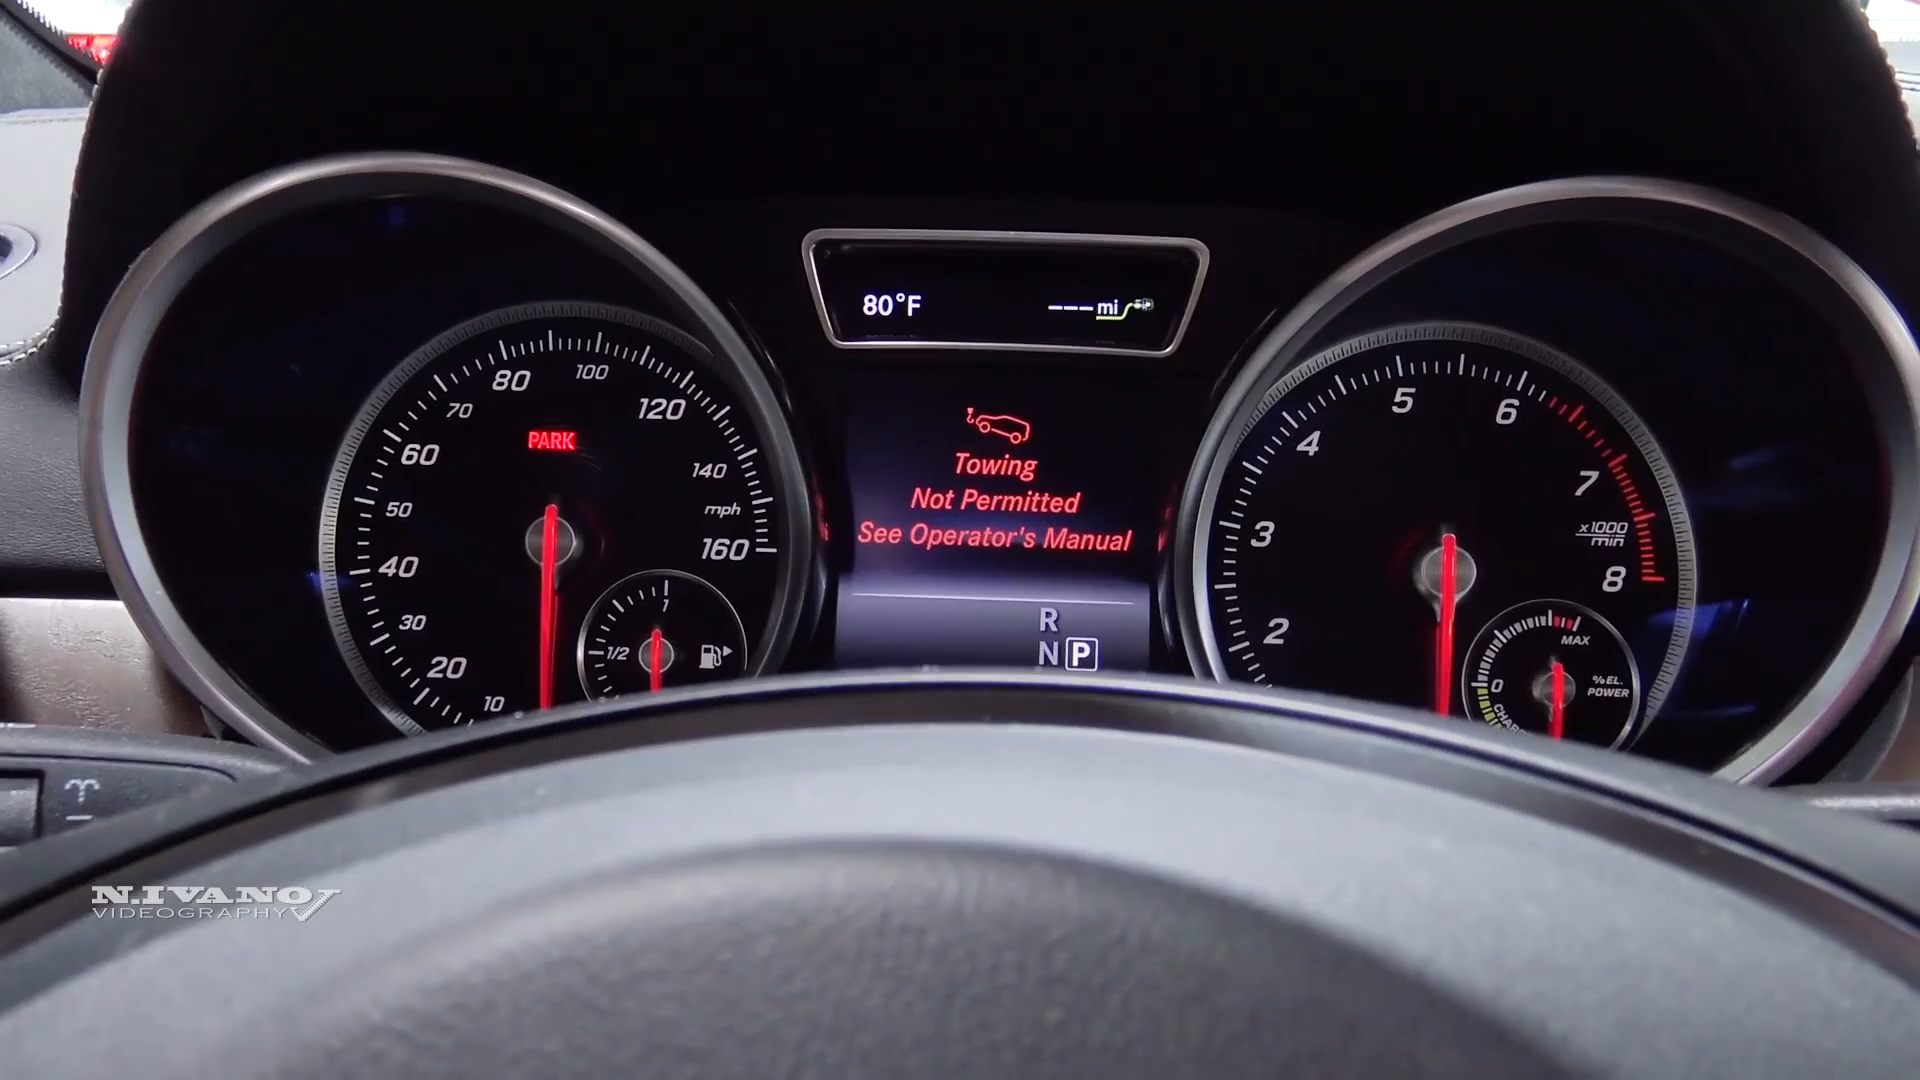 80°F
---mi
80
100
70
120
PARK
60
140
50
mph
160
40
30
20
10
1
1/2
Towing
Not Permitted
See Operator's Manual
R
N P
5
6
4
7
3
x1000
min
8
2
MAX
0
%EL.
POWER
N.IVANOV
VIDEOGRAPHY